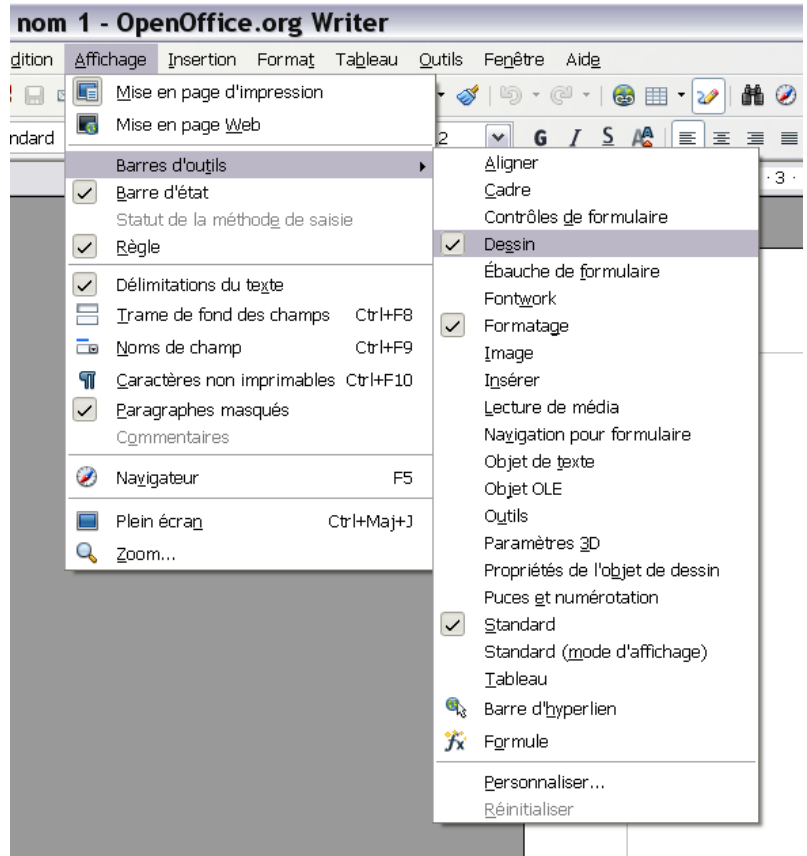 nom 1 - OpenOffice.org Writer
dition Affichage Insertion Format Tableau Outils Fenêtre Aide
ndard
2
G I S
3
Mise en page d'impression
Mise en page Web
Barres d'outils
Barre d'état
Statut de la méthode de saisie
Règle
Délimitations du texte
Trame de fond des champs Ctrl+F8
Noms de champ Ctrl+F9
Caractères non imprimables Ctrl+F10
Paragraphes masqués
Commentaires
Navigateur F5
Plein écran Ctrl+Maj+J
Zoom...
Aligner
Cadre
Contrôles de formulaire
Dessin
Ébauche de formulaire
Fontwork
Formatage
Image
Insérer
Lecture de média
Navigation pour formulaire
Objet de texte
Objet OLE
Outils
Paramètres 3D
Propriétés de l'objet de dessin
Puces et numérotation
Standard
Standard (mode d'affichage)
Tableau
Barre d'hyperlien
Formule
Personnaliser...
Réinitialiser